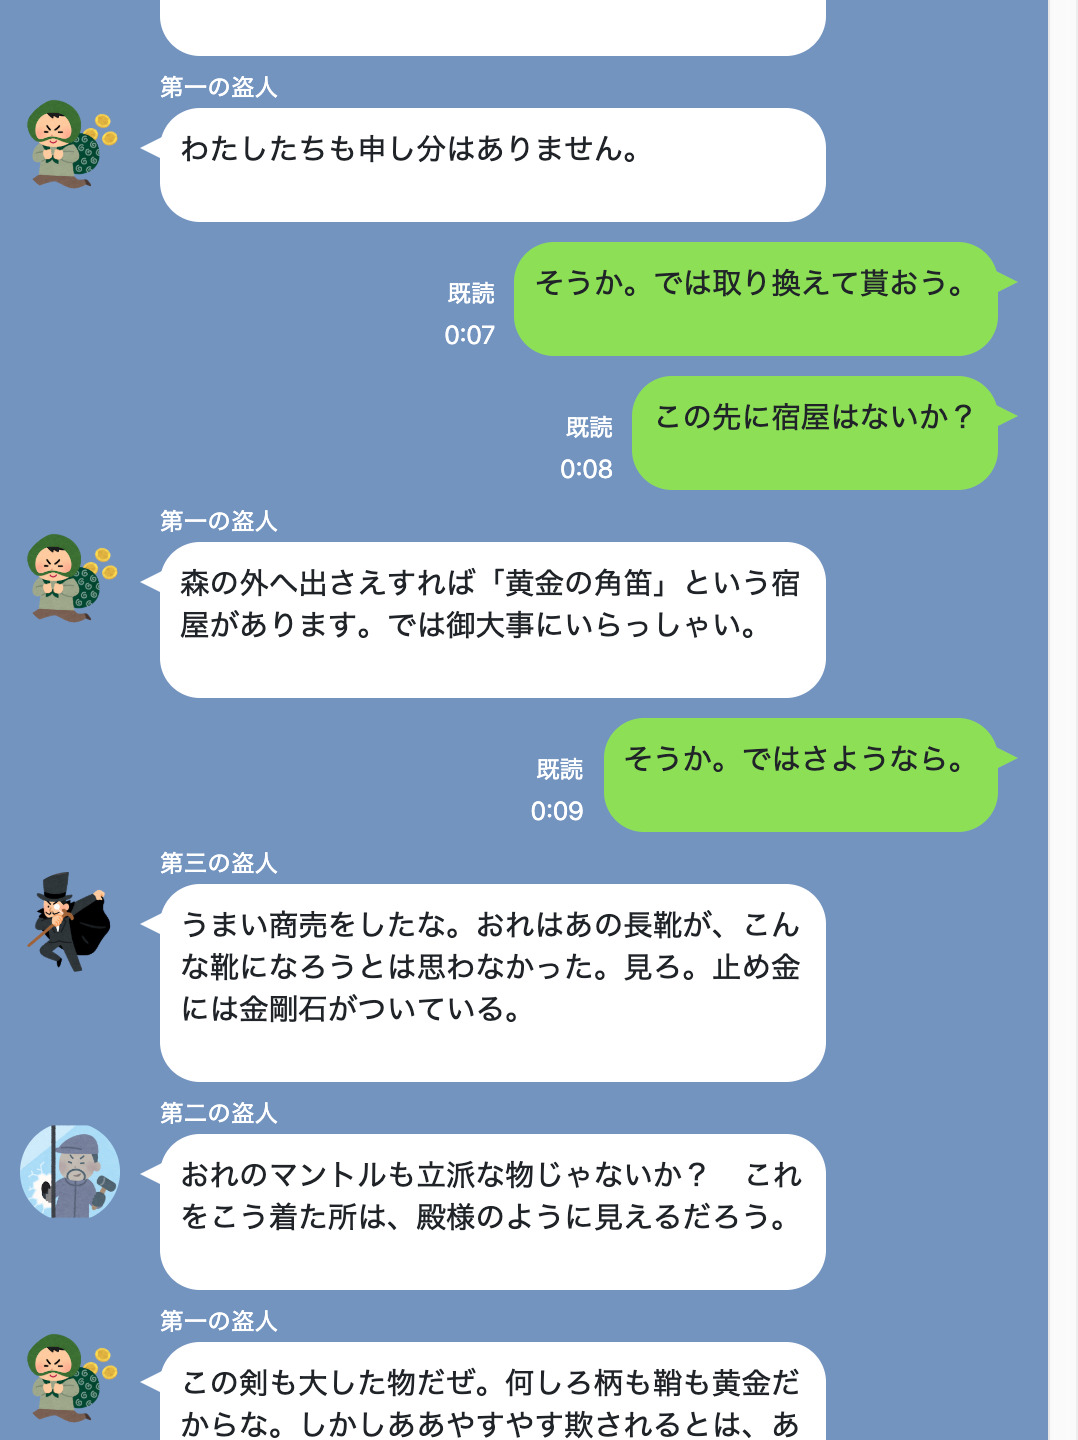 第一の盗人
わたしたちも申し分はありません。
そうか。では取り換えて貰おう。
既読
0:07
この先に宿屋はないか？
既読
0:08
第一の盗人
森の外へ出さえすれば「黄金の角笛」という宿
屋があります。では御大事にいらっしゃい。
そうか。ではさようなら。
既読
0:09
第三の盗人
うまい商売をしたな。おれはあの長靴が、こん
な靴になろうとは思わなかった。見ろ。止め金
には金剛石がついている。
第二の盗人
おれのマントルも立派な物じゃないか？　これ
をこう着た所は、殿様のように見えるだろう。
第一の盗人
この剣も大した物だぜ。何しろ柄も鞘も黄金だ
からな。しかしああやすやす欺されるとは、あ